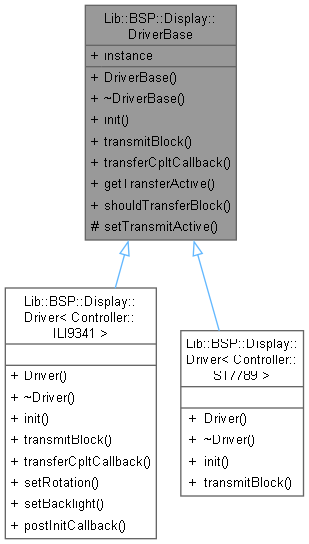 Lib::BSP::Display::
DriverBase
+ instance
+ DriverBase()
+ ~DriverBase()
+ init()
+ transmitBlock()
+ transferCpltCallback()
+ getTransferActive()
+ shouldTransferBlock()
# setTransmitActive()
Lib::BSP::Display::
Driver< Controller::
ILI9341 >
+ Driver()
+ ~Driver()
+ init()
+ transmitBlock()
+ transferCpltCallback()
+ setRotation()
+ setBacklight()
+ postInitCallback()
Lib::BSP::Display::
Driver< Controller::
ST7789 >
+ Driver()
+ ~Driver()
+ init()
+ transmitBlock()